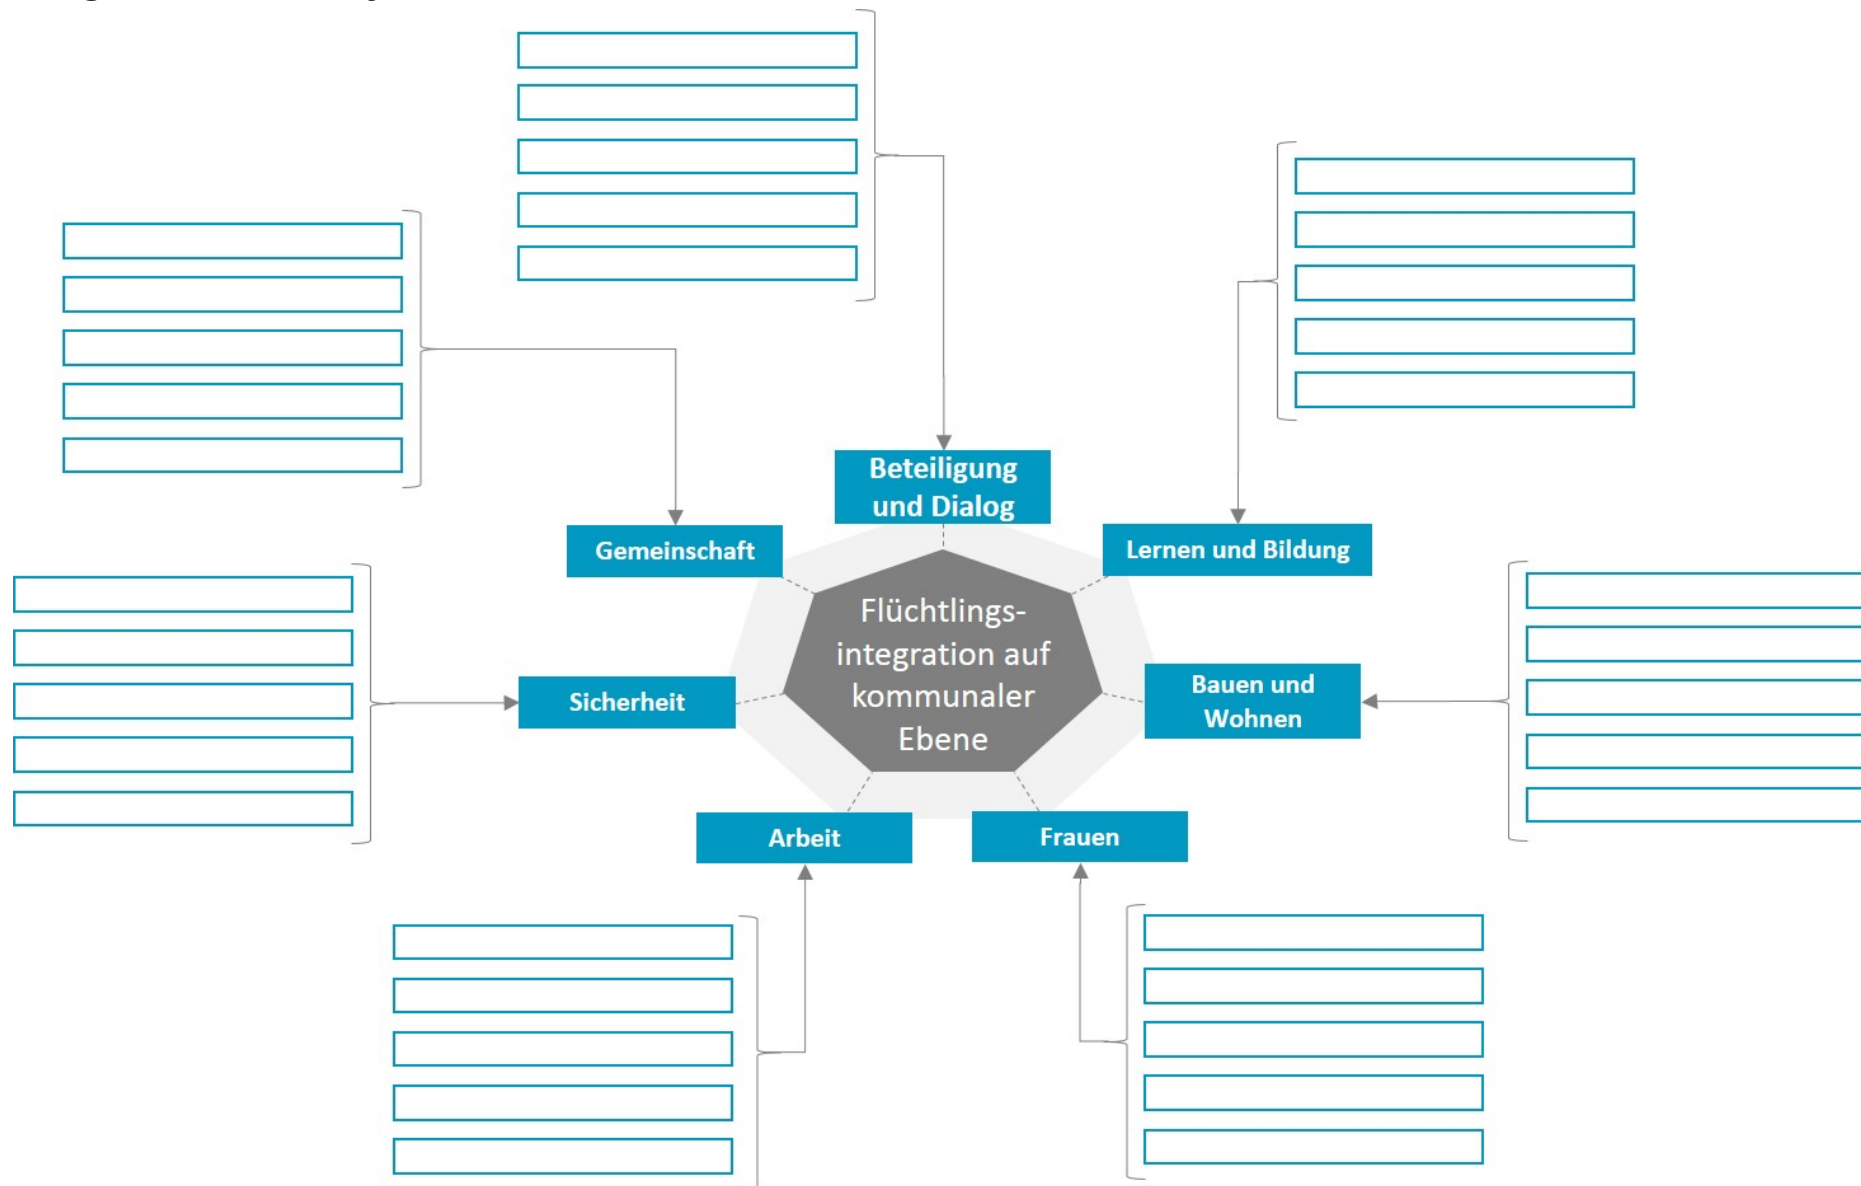 Beteiligung
und Dialog
Gemeinschaft
Lernen und Bildung
Flüchtlings-
integration auf
kommunaler
Ebene
Sicherheit
Bauen und
Wohnen
Arbeit
Frauen